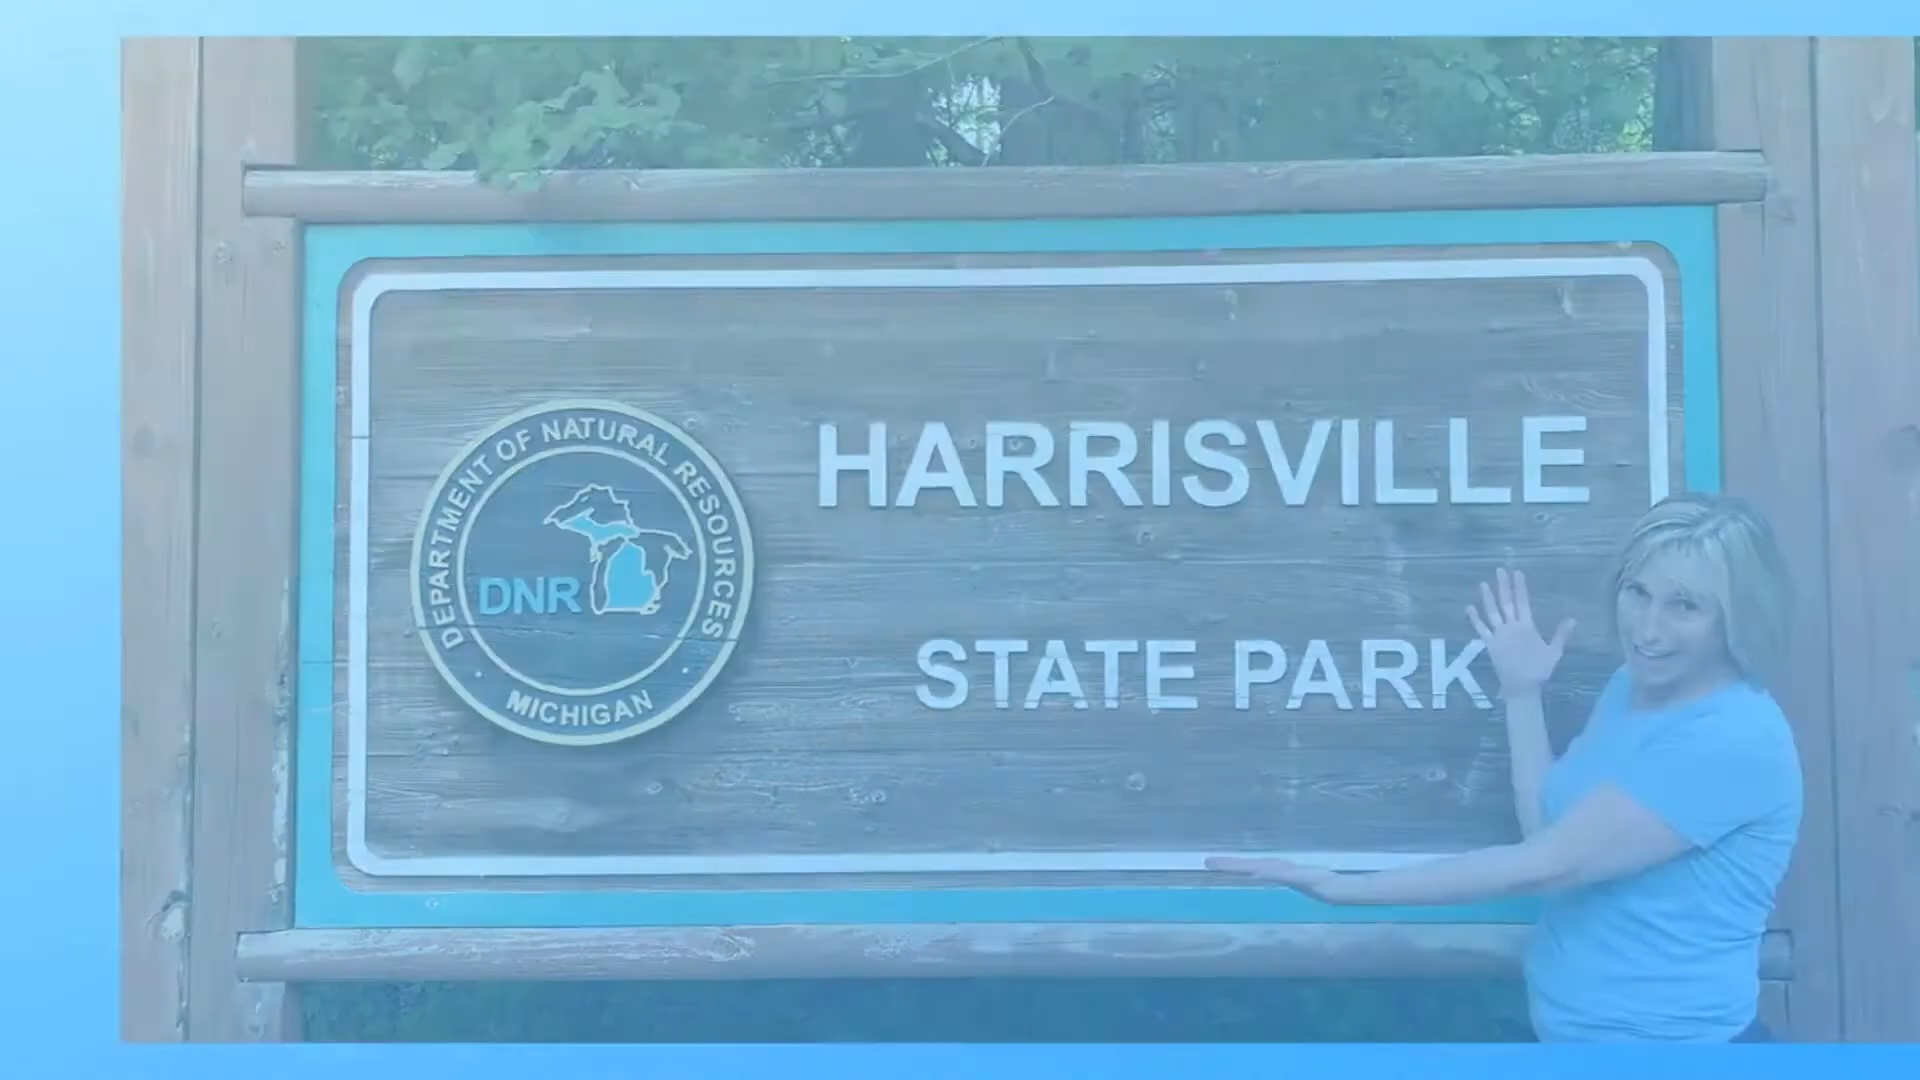 DEPARTMENT OF NATURAL RESOURCES
DNR
MICHIGAN
HARRISVILLE
STATE PARK